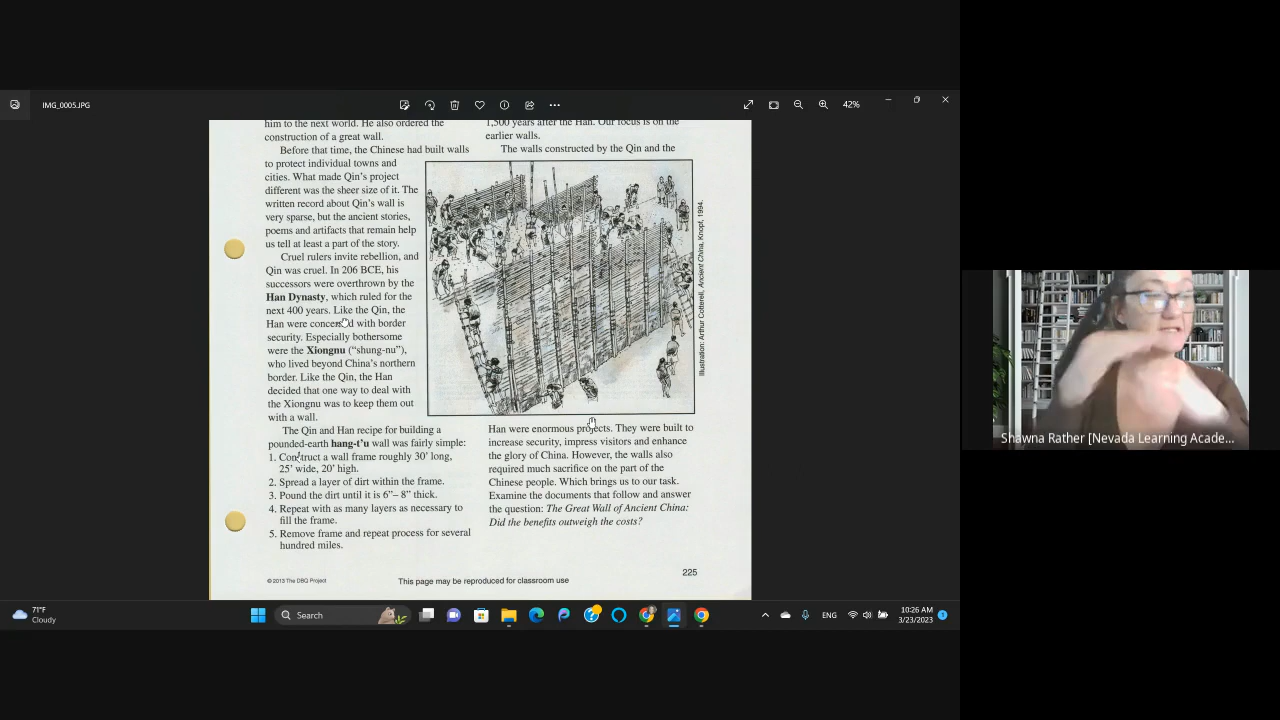 IMG_0005.JPG
42%
him to the next world. He also ordered the
construction of a great wall.
Before that time, the Chinese had built walls
to protect individual towns and
cities. What made Qin's project
different was the sheer size of it. The
written record about Qin's wall is
very sparse, but the ancient stories,
poems and artifacts that remain help
us tell at least a part of the story.
Cruel rulers invite rebellion, and
Qin was cruel. In 206 BCE, his
successors were overthrown by the
Han Dynasty, which ruled for the
next 400 years. Like the Qin, the
Han were concerned with border
security. Especially bothersome
were the Xiongnu ("shung-nu"),
who lived beyond China's northern
border. Like the Qin, the Han
decided that one way to deal with
the Xiongnu was to keep them out
with a wall.
The Qin and Han recipe for building a
pounded-earth hang-t'u wall was fairly simple:
1. Construct a wall frame roughly 30' long,
25' wide, 20' high.
2. Spread a layer of dirt within the frame.
3. Pound the dirt until it is 6"– 8" thick.
4. Repeat with as many layers as necessary to
fill the frame.
5. Remove frame and repeat process for several
hundred miles.
1,500 years after the Han. Our focus is on the
earlier walls.
The walls constructed by the Qin and the
Illustration: Arthur Cotterell, Ancient China, Knopf, 1994.
Han were enormous projects. They were built to
increase security, impress visitors and enhance
the glory of China. However, the walls also
required much sacrifice on the part of the
Chinese people. Which brings us to our task.
Examine the documents that follow and answer
the question: The Great Wall of Ancient China:
Did the benefits outweigh the costs?
225
© 2013 The DBQ Project
This page may be reproduced for classroom use
71°F
Cloudy
Search
ENG
10:26 AM
3/23/2023
Shawna Rather [Nevada Learning Acade...